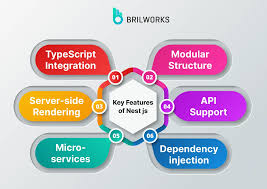 BRILWORKS
TypeScript
Integration
01
02
Modular
Structure
Server-side
Rendering
03
Key Features
of Nest js
04
API
Support
Micro-
services
05
06
Dependency
injection